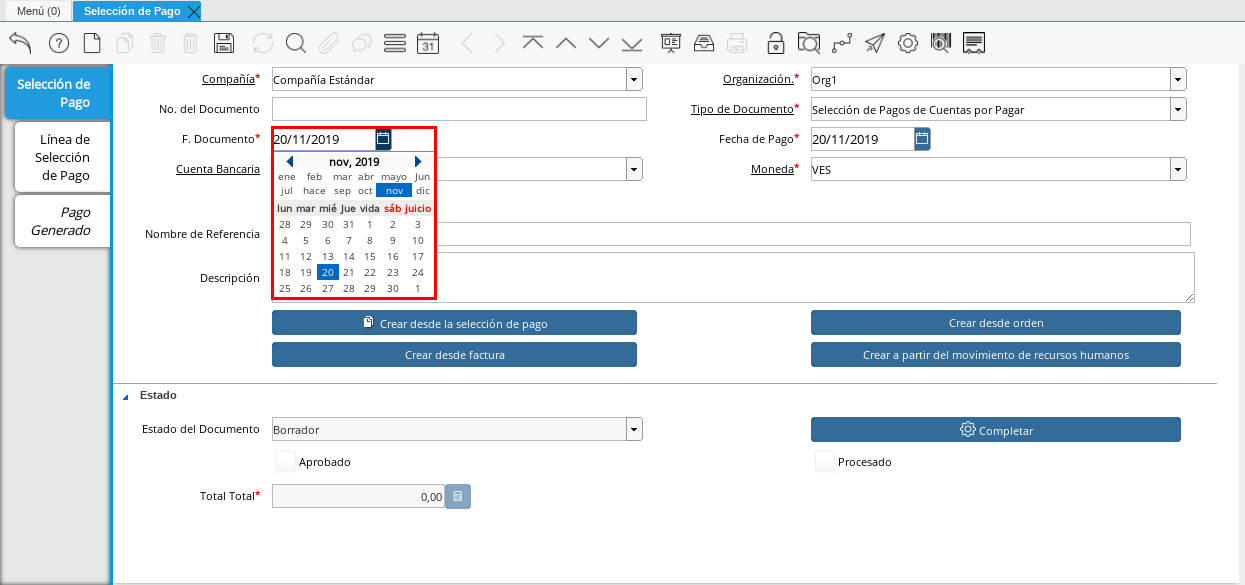 Menú (0)
Selección de Pago
31
Selección de
Pago
Línea de
Selección
de Pago
Pago
Generado
Compañía* Compañía Estándar Organización.* Org1
No. del Documento Tipo de Documento* Selección de Pagos de Cuentas por Pagar
F. Documento* 20/11/2019 Fecha de Pago* 20/11/2019
Cuenta Bancaria Moneda* VES
nov, 2019
ene feb mar abr mayo Jun
jul hace sep oct nov dic
lun mar mié Jue vida sáb juicio
28 29 30 31 1 2 3
4 5 6 7 8 9 10
11 12 13 14 15 16 17
18 19 20 21 22 23 24
25 26 27 28 29 30 1
Nombre de Referencia
Descripción
Crear desde la selección de pago Crear desde orden
Crear desde factura Crear a partir del movimiento de recursos humanos
Estado
Estado del Documento Borrador Completar
Aprobado Procesado
Total Total* 0,00